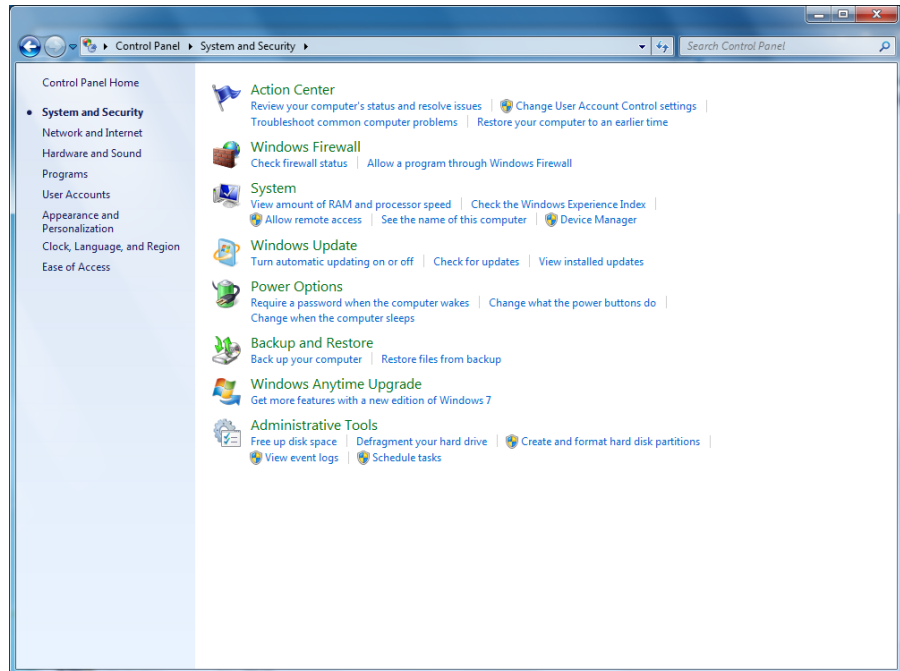 Control Panel System and Security
Search Control Panel
Control Panel Home
System and Security
Network and Internet
Hardware and Sound
Programs
User Accounts
Appearance and
Personalization
Clock, Language, and Region
Ease of Access
Action Center
Review your computer's status and resolve issues Change User Account Control settings
Troubleshoot common computer problems Restore your computer to an earlier time
Windows Firewall
Check firewall status Allow a program through Windows Firewall
System
View amount of RAM and processor speed Check the Windows Experience Index
Allow remote access See the name of this computer Device Manager
Windows Update
Turn automatic updating on or off Check for updates View installed updates
Power Options
Require a password when the computer wakes Change what the power buttons do
Change when the computer sleeps
Backup and Restore
Back up your computer Restore files from backup
Windows Anytime Upgrade
Get more features with a new edition of Windows 7
Administrative Tools
Free up disk space Defragment your hard drive Create and format hard disk partitions
View event logs Schedule tasks